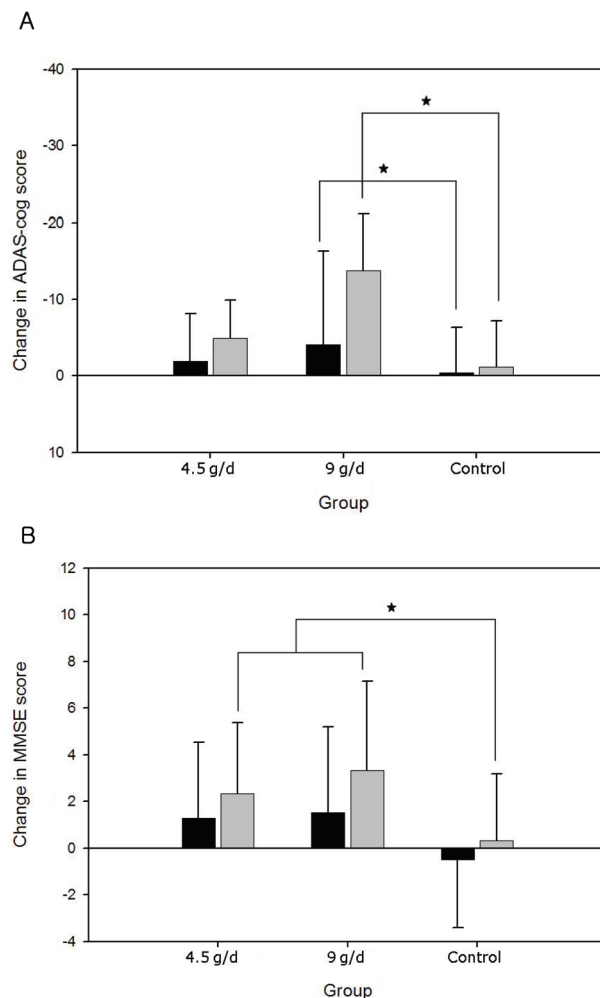 A
Change in ADAS-cog score
-40
-30
-20
-10
0
10
4.5 g/d 9 g/d Control
Group
B
Change in MMSE score
12
10
8
6
4
2
0
-2
-4
4.5 g/d 9 g/d Control
Group